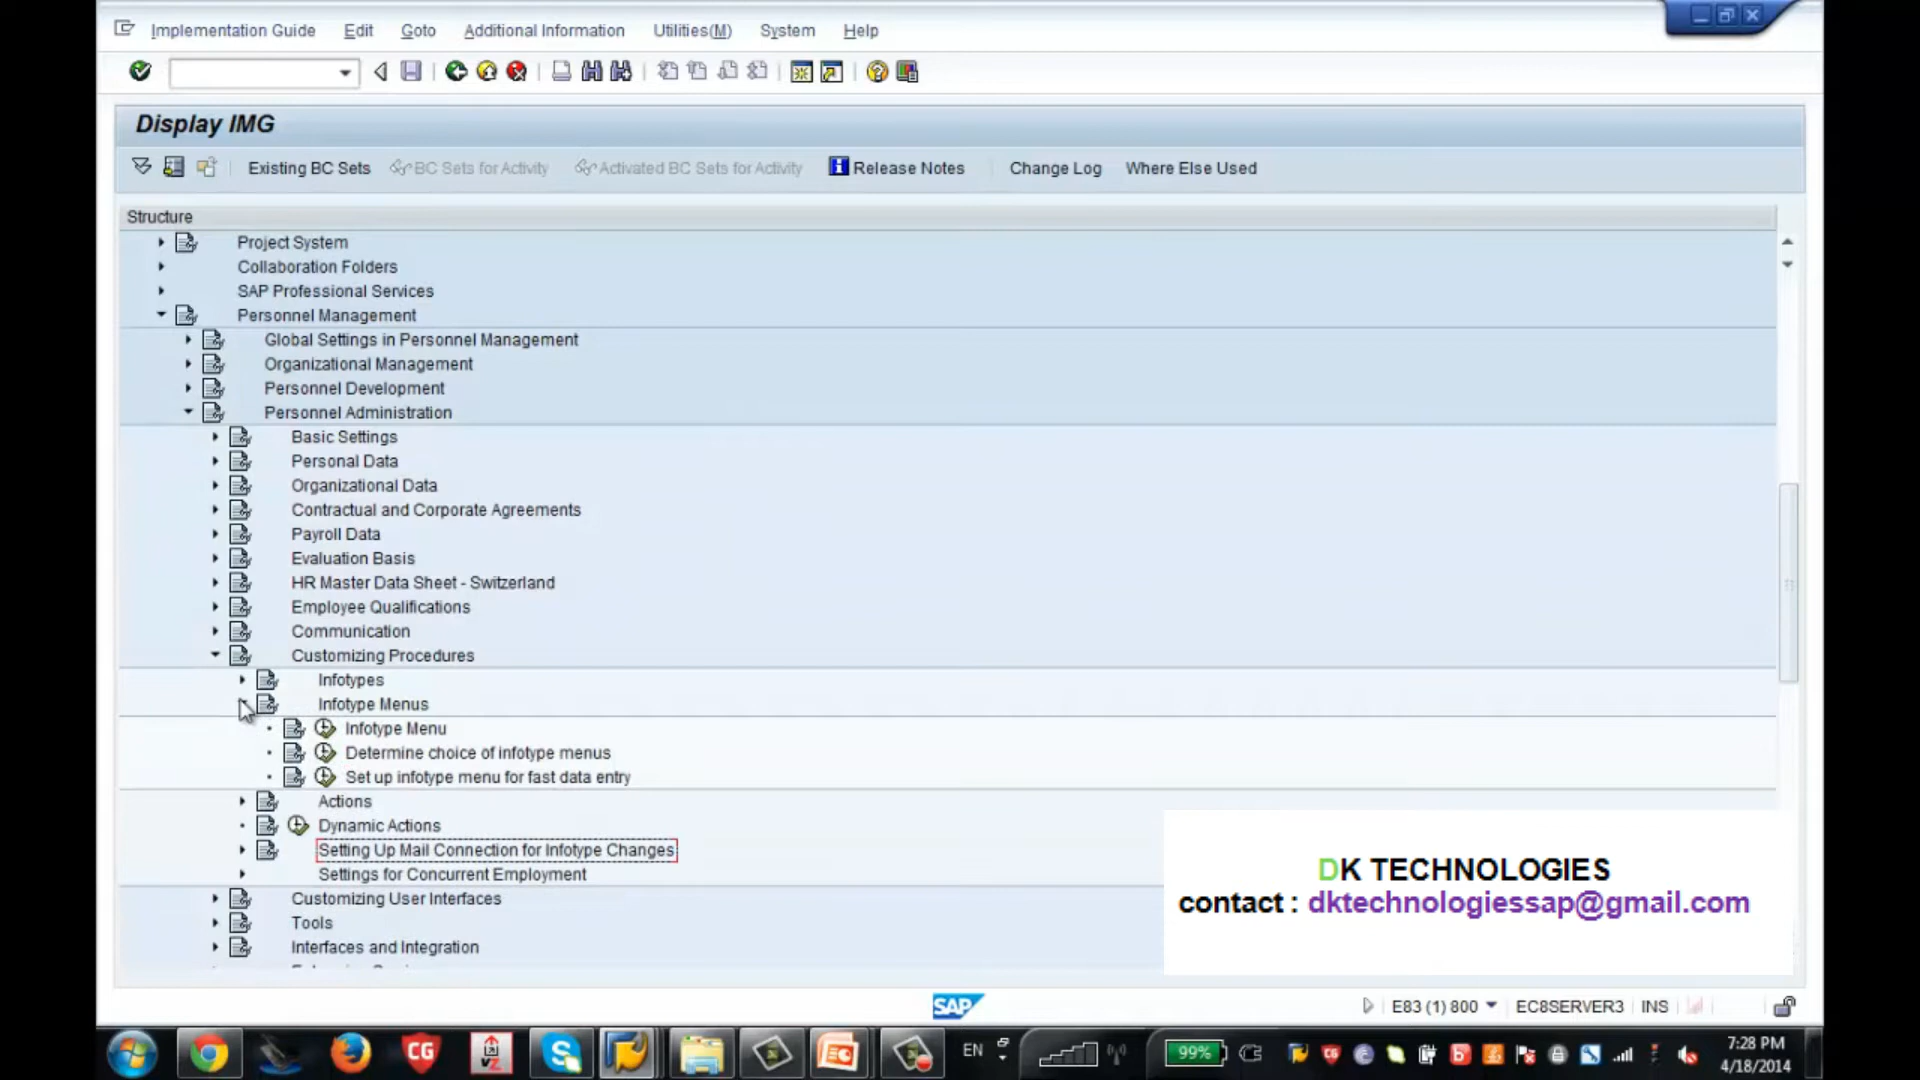 Implementation Guide Edit Goto Additional Information Utilities(M) System Help
Display IMG
Existing BC Sets BC Sets for Activity Activated BC Sets for Activity Release Notes Change Log Where Else Used
Structure
Project System
Collaboration Folders
SAP Professional Services
Personnel Management
Global Settings in Personnel Management
Organizational Management
Personnel Development
Personnel Administration
Basic Settings
Personal Data
Organizational Data
Contractual and Corporate Agreements
Payroll Data
Evaluation Basis
HR Master Data Sheet - Switzerland
Employee Qualifications
Communication
Customizing Procedures
Infotypes
Infotype Menus
Infotype Menu
Determine choice of infotype menus
Set up infotype menu for fast data entry
Actions
Dynamic Actions
Setting Up Mail Connection for Infotype Changes
Settings for Concurrent Employment
Customizing User Interfaces
Tools
Interfaces and Integration
DK TECHNOLOGIES
contact : dktechnologiessap@gmail.com
SAP E83 (1) 800 EC8SERVER3 INS
CG EN 99% 7:28 PM
4/18/2014